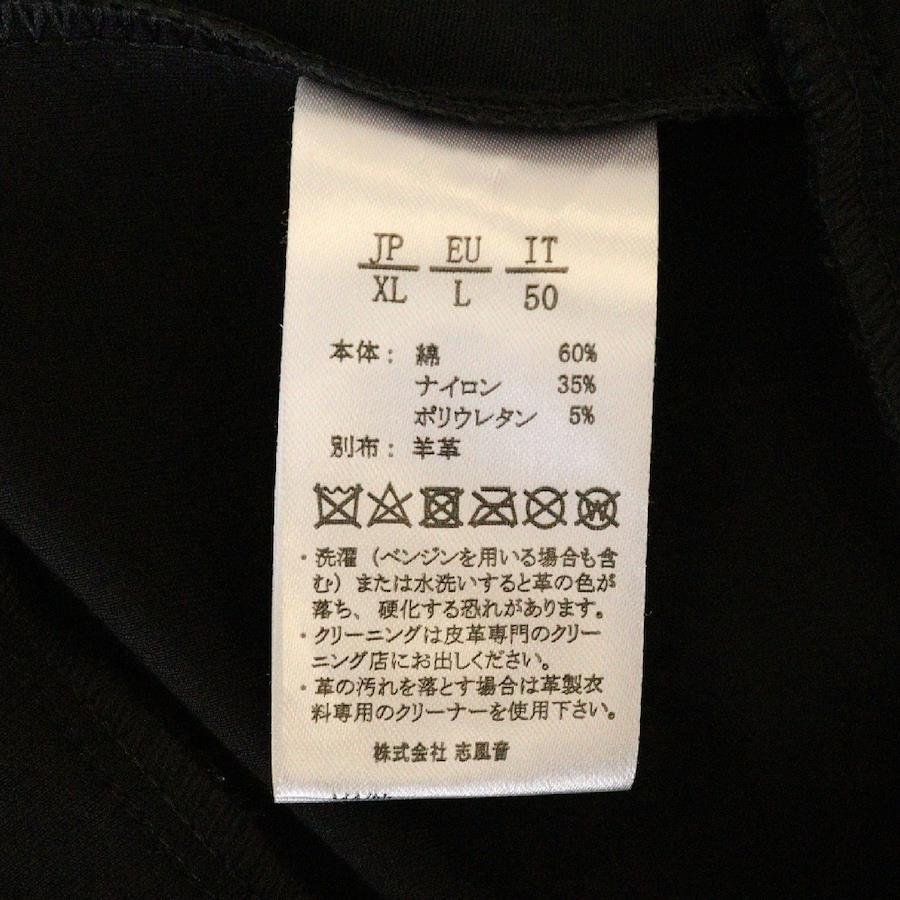 JP EU IT
XL L 50
本体： 綿 60%
ナイロン 35%
ポリウレタン 5%
別布： 羊革
W
・洗濯（ベンジンを用いる場合も含
む）または水洗いすると革の色が
落ち、硬化する恐れがあります。
・クリーニングは皮革専門のクリー
ニング店にお出しください。
・革の汚れを落とす場合は革製衣
料専用のクリーナーを使用下さい。
株式会社 志風音